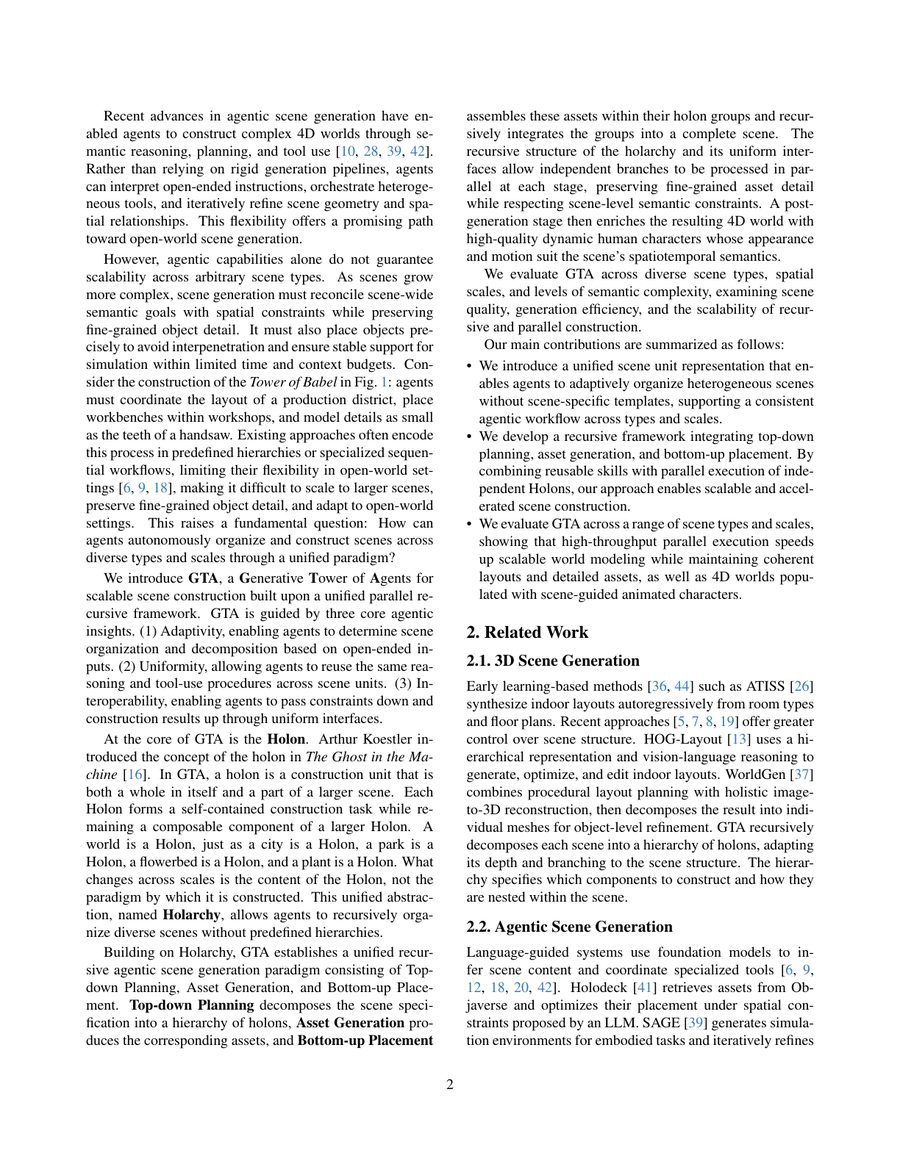 Recent advances in agentic scene generation have en-
abled agents to construct complex 4D worlds through se-
mantic reasoning, planning, and tool use [10, 28, 39, 42].
Rather than relying on rigid generation pipelines, agents
can interpret open-ended instructions, orchestrate heteroge-
neous tools, and iteratively refine scene geometry and spa-
tial relationships. This flexibility offers a promising path
toward open-world scene generation.
However, agentic capabilities alone do not guarantee
scalability across arbitrary scene types. As scenes grow
more complex, scene generation must reconcile scene-wide
semantic goals with spatial constraints while preserving
fine-grained object detail. It must also place objects pre-
cisely to avoid interpenetration and ensure stable support for
simulation within limited time and context budgets. Con-
sider the construction of the Tower of Babel in Fig. 1: agents
must coordinate the layout of a production district, place
workbenches within workshops, and model details as small
as the teeth of a handsaw. Existing approaches often encode
this process in predefined hierarchies or specialized sequen-
tial workflows, limiting their flexibility in open-world set-
tings [6, 9, 18], making it difficult to scale to larger scenes,
preserve fine-grained object detail, and adapt to open-world
settings. This raises a fundamental question: How can
agents autonomously organize and construct scenes across
diverse types and scales through a unified paradigm?
We introduce GTA, a Generative Tower of Agents for
scalable scene construction built upon a unified parallel re-
cursive framework. GTA is guided by three core agentic
insights. (1) Adaptivity, enabling agents to determine scene
organization and decomposition based on open-ended in-
puts. (2) Uniformity, allowing agents to reuse the same rea-
soning and tool-use procedures across scene units. (3) In-
teroperability, enabling agents to pass constraints down and
construction results up through uniform interfaces.
At the core of GTA is the Holon. Arthur Koestler in-
troduced the concept of the holon in The Ghost in the Ma-
chine [16]. In GTA, a holon is a construction unit that is
both a whole in itself and a part of a larger scene. Each
Holon forms a self-contained construction task while re-
maining a composable component of a larger Holon. A
world is a Holon, just as a city is a Holon, a park is a
Holon, a flowerbed is a Holon, and a plant is a Holon. What
changes across scales is the content of the Holon, not the
paradigm by which it is constructed. This unified abstrac-
tion, named Holarchy, allows agents to recursively orga-
nize diverse scenes without predefined hierarchies.
Building on Holarchy, GTA establishes a unified recur-
sive agentic scene generation paradigm consisting of Top-
down Planning, Asset Generation, and Bottom-up Place-
ment. Top-down Planning decomposes the scene speci-
fication into a hierarchy of holons, Asset Generation pro-
duces the corresponding assets, and Bottom-up Placement
assembles these assets within their holon groups and recur-
sively integrates the groups into a complete scene. The
recursive structure of the holarchy and its uniform inter-
faces allow independent branches to be processed in par-
allel at each stage, preserving fine-grained asset detail
while respecting scene-level semantic constraints. A post-
generation stage then enriches the resulting 4D world with
high-quality dynamic human characters whose appearance
and motion suit the scene's spatiotemporal semantics.
We evaluate GTA across diverse scene types, spatial
scales, and levels of semantic complexity, examining scene
quality, generation efficiency, and the scalability of recur-
sive and parallel construction.
Our main contributions are summarized as follows:
• We introduce a unified scene unit representation that en-
ables agents to adaptively organize heterogeneous scenes
without scene-specific templates, supporting a consistent
agentic workflow across types and scales.
• We develop a recursive framework integrating top-down
planning, asset generation, and bottom-up placement. By
combining reusable skills with parallel execution of inde-
pendent Holons, our approach enables scalable and accel-
erated scene construction.
• We evaluate GTA across a range of scene types and scales,
showing that high-throughput parallel execution speeds
up scalable world modeling while maintaining coherent
layouts and detailed assets, as well as 4D worlds popu-
lated with scene-guided animated characters.
2. Related Work
2.1. 3D Scene Generation
Early learning-based methods [36, 44] such as ATISS [26]
synthesize indoor layouts autoregressively from room types
and floor plans. Recent approaches [5, 7, 8, 19] offer greater
control over scene structure. HOG-Layout [13] uses a hi-
erarchical representation and vision-language reasoning to
generate, optimize, and edit indoor layouts. WorldGen [37]
combines procedural layout planning with holistic image-
to-3D reconstruction, then decomposes the result into indi-
vidual meshes for object-level refinement. GTA recursively
decomposes each scene into a hierarchy of holons, adapting
its depth and branching to the scene structure. The hierar-
chy specifies which components to construct and how they
are nested within the scene.
2.2. Agentic Scene Generation
Language-guided systems use foundation models to in-
fer scene content and coordinate specialized tools [6, 9,
12, 18, 20, 42]. Holodeck [41] retrieves assets from Ob-
javerse and optimizes their placement under spatial con-
straints proposed by an LLM. SAGE [39] generates simula-
tion environments for embodied tasks and iteratively refines
2